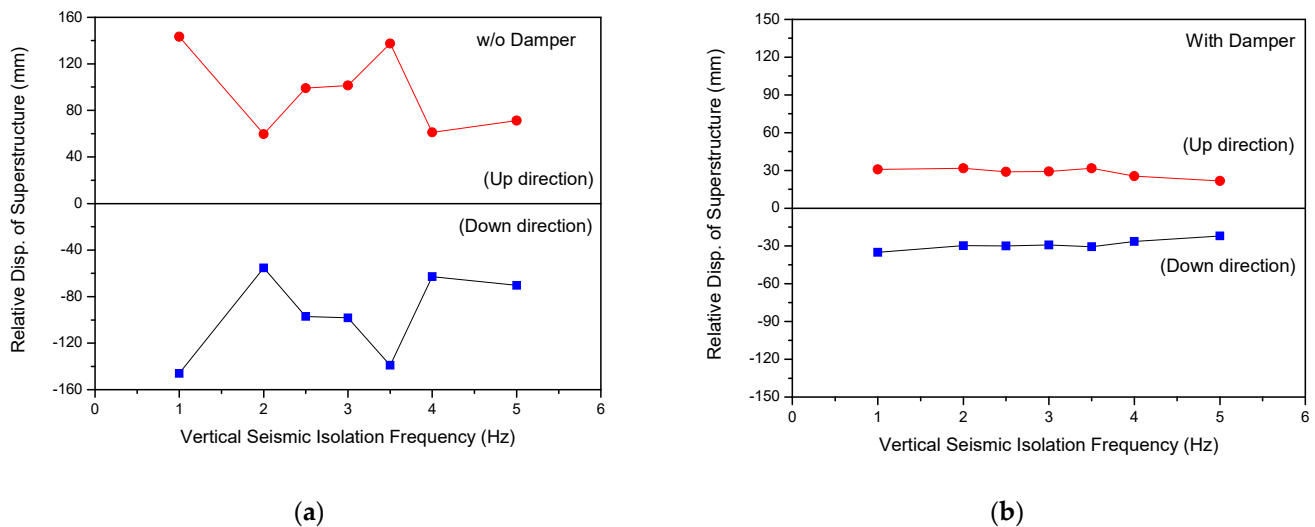 Relative Disp. of Superstructure (mm)
160
120
80
40
0
-40
-80
-120
-160
w/o Damper
(Up direction)
(Down direction)
0 1 2 3 4 5 6
Vertical Seismic Isolation Frequency (Hz)
(a)
Relative Disp. of Superstructure (mm)
150
120
90
60
30
0
-30
-60
-90
-120
-150
With Damper
(Up direction)
(Down direction)
0 1 2 3 4 5 6
Vertical Seismic Isolation Frequency (Hz)
(b)